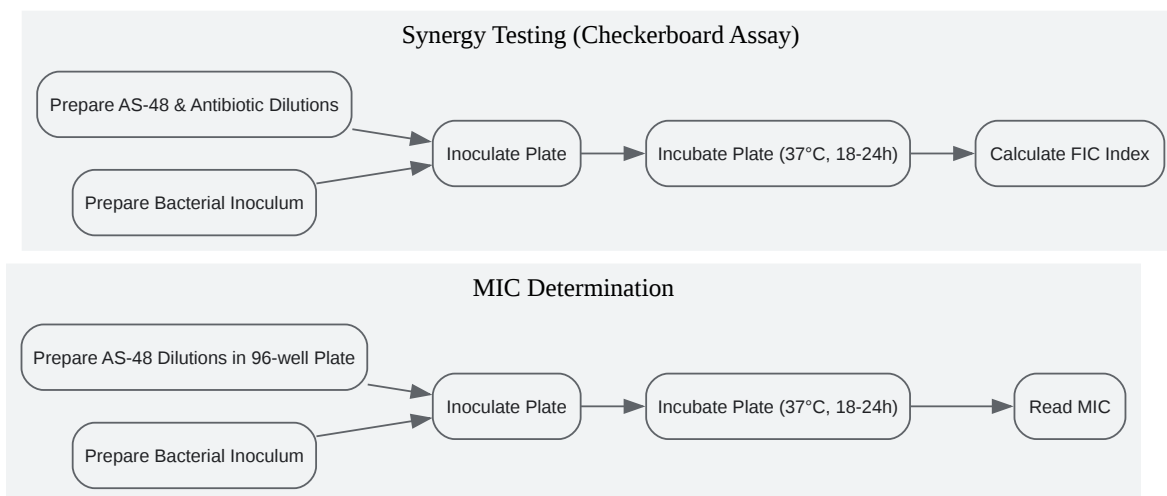 Synergy Testing (Checkerboard Assay)
Prepare AS-48 & Antibiotic Dilutions
Prepare Bacterial Inoculum
Inoculate Plate
Incubate Plate (37°C, 18-24h)
Calculate FIC Index
MIC Determination
Prepare AS-48 Dilutions in 96-well Plate
Prepare Bacterial Inoculum
Inoculate Plate
Incubate Plate (37°C, 18-24h)
Read MIC